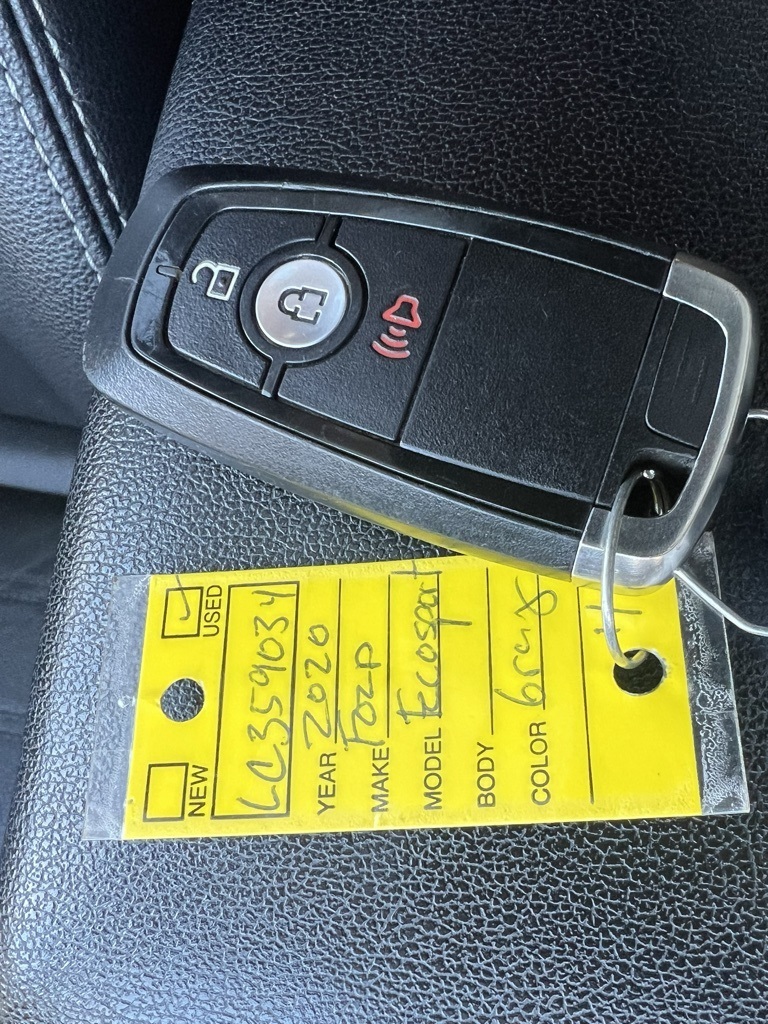 NEW USED ✓
LC359034
YEAR 2020
MAKE FORD
MODEL Ecosport
BODY
COLOR Gray